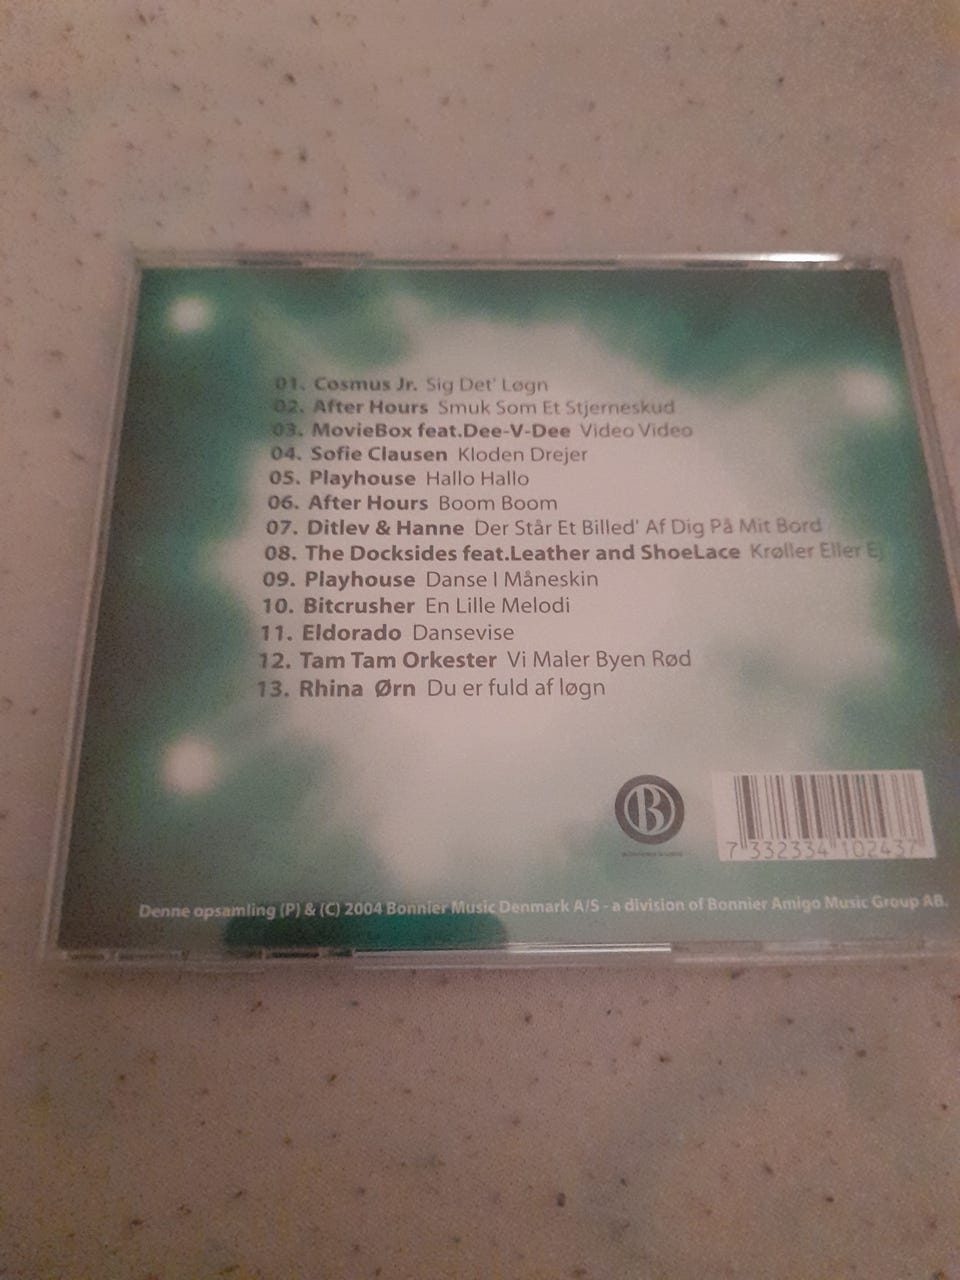 01. Cosmus Jr. Sig Det' Løgn
02. After Hours Smuk Som Et Stjerneskud
03. MovieBox feat.Dee-V-Dee Video Video
04. Sofie Clausen Kloden Drejer
05. Playhouse Hallo Hallo
06. After Hours Boom Boom
07. Ditlev & Hanne Der Står Et Billed' Af Dig På Mit Bord
08. The Docksides feat.Leather and ShoeLace Krøller Eller Ej
09. Playhouse Danse I Måneskin
10. Bitcrusher En Lille Melodi
11. Eldorado Dansevise
12. Tam Tam Orkester Vi Maler Byen Rød
13. Rhina Ørn Du er fuld af løgn
B
7 332334 102437
Denne opsamling (P) & (C) 2004 Bonnier Music Denmark A/S - a division of Bonnier Amigo Music Group AB.